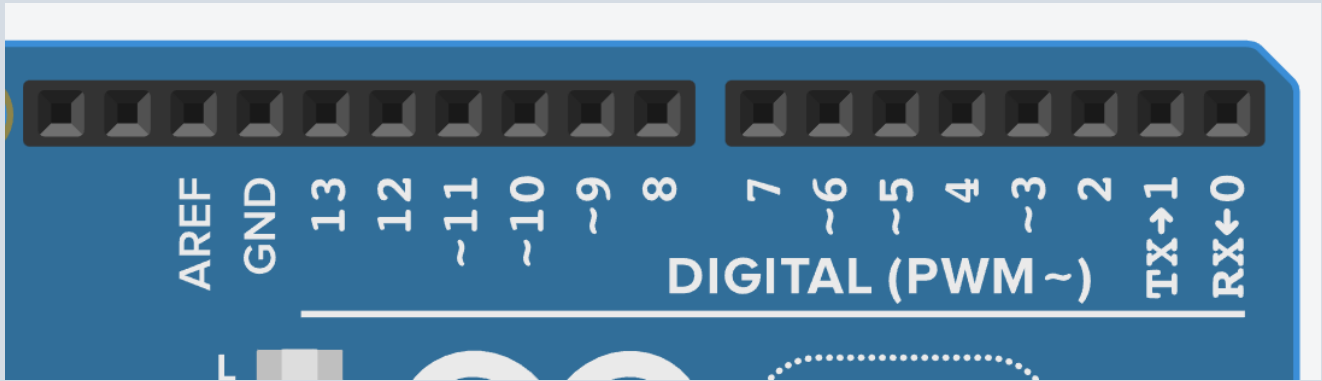 AREF
GND
13
12
~11
~10
~9
8
7
~6
~5
4
~3
2
TX→1
RX←0
DIGITAL (PWM~)